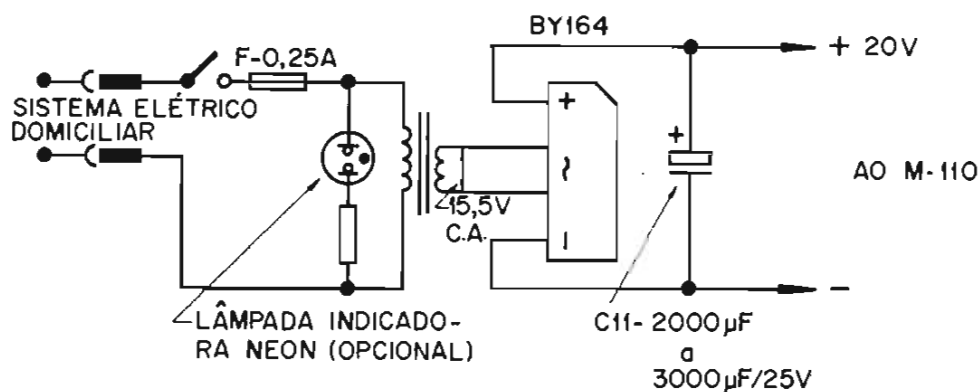 BY164
F-0,25A
+ 20V
SISTEMA ELÉTRICO
DOMICILIAR
+
~
-
+
AO M-110
15,5V
C.A.
-
LÂMPADA INDICADO-
RA NEON (OPCIONAL)
C11-2000µF
a
3000µF/25V